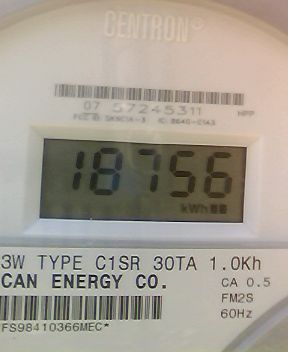 CENTRON®
07 57245311 NPP
18756
kWh
3W TYPE C1SR 30TA 1.0Kh
CAN ENERGY CO. CA 0.5
FM2S
*FS98410366MEC* 60Hz